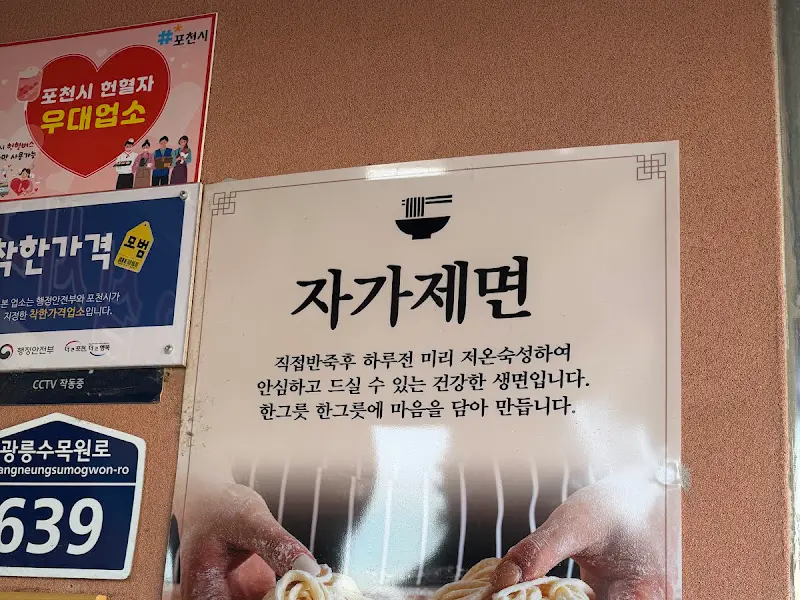 #포천시
포천시 헌혈자
우대업소
착한가격
모범
본 업소는 행정안전부와 포천시가
지정한 착한가격업소입니다.
행정안전부
CCTV 작동중
광릉수목원로
angneungsumogwon-ro
639
자가제면
직접반죽후 하루전 미리 저온숙성하여
안심하고 드실 수 있는 건강한 생면입니다.
한그릇 한그릇에 마음을 담아 만듭니다.